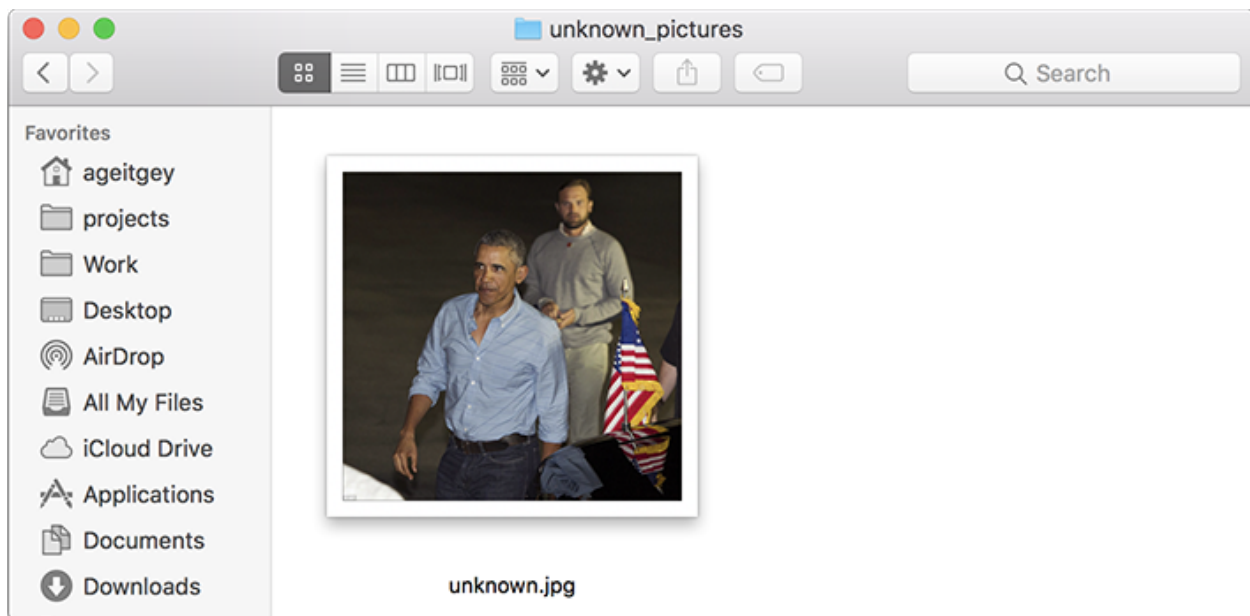 unknown_pictures
Search
Favorites
ageitgey
projects
Work
Desktop
AirDrop
All My Files
iCloud Drive
Applications
Documents
Downloads
unknown.jpg